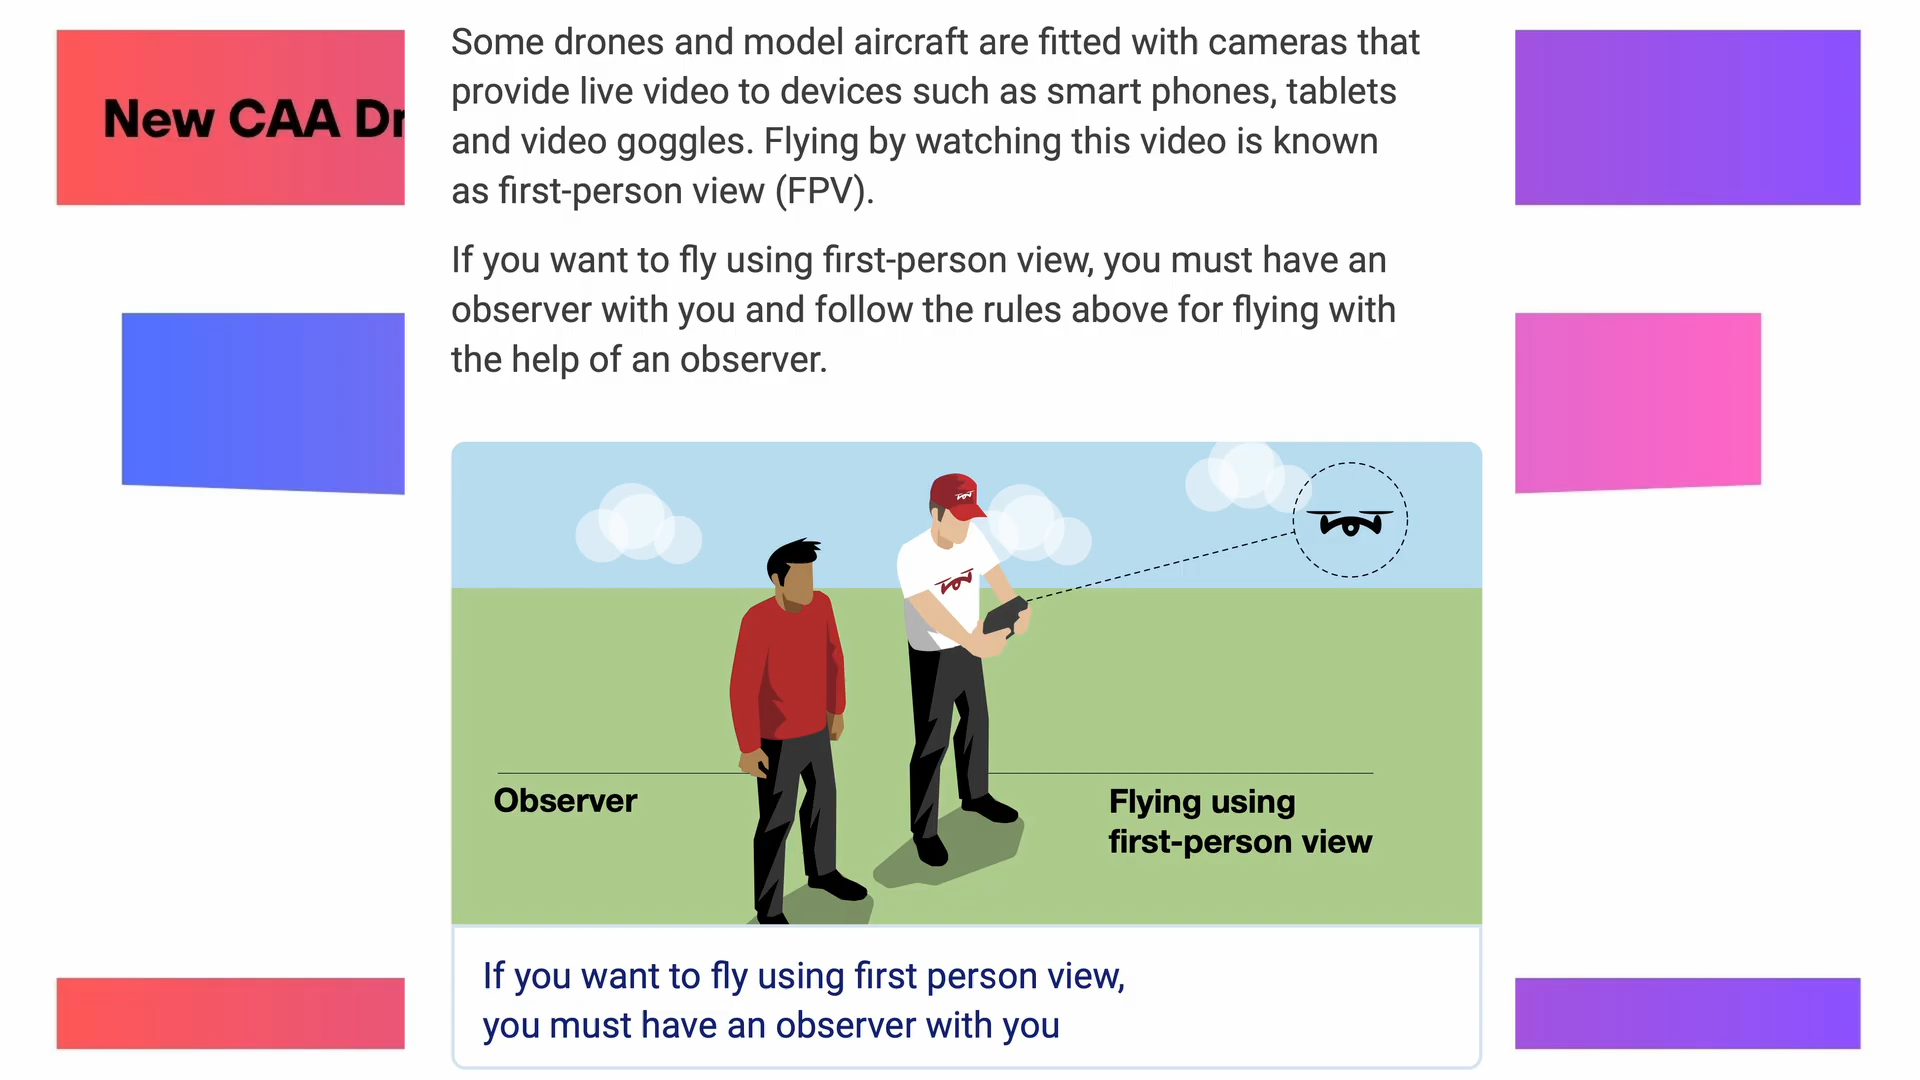 New CAA Dr
Some drones and model aircraft are fitted with cameras that
provide live video to devices such as smart phones, tablets
and video goggles. Flying by watching this video is known
as first-person view (FPV).
If you want to fly using first-person view, you must have an
observer with you and follow the rules above for flying with
the help of an observer.
Observer
Flying using
first-person view
If you want to fly using first person view,
you must have an observer with you